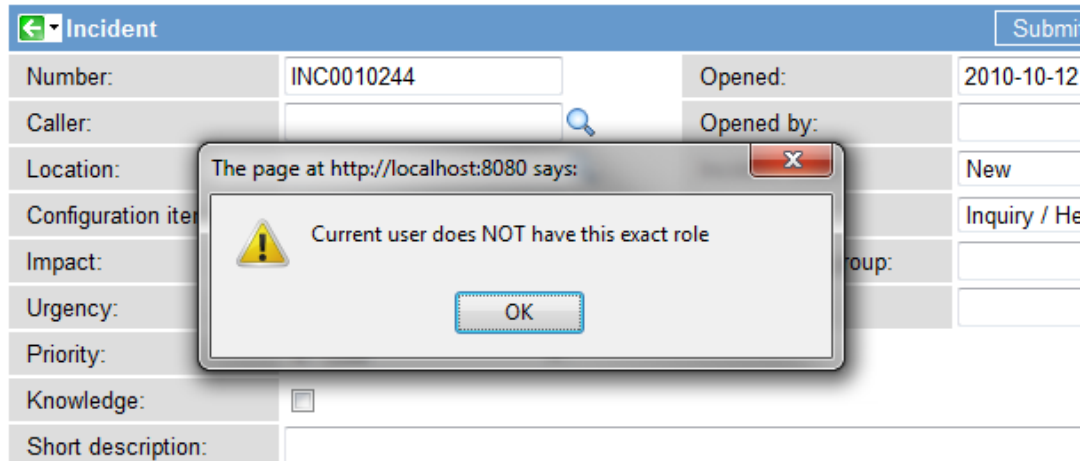 Incident Submit
Number: INC0010244 Opened: 2010-10-12
Caller: Opened by:
Location: New
The page at http://localhost:8080 says:
Configuration iter Inquiry / He
Current user does NOT have this exact role
Impact: roup:
Urgency:
OK
Priority:
Knowledge:
Short description: